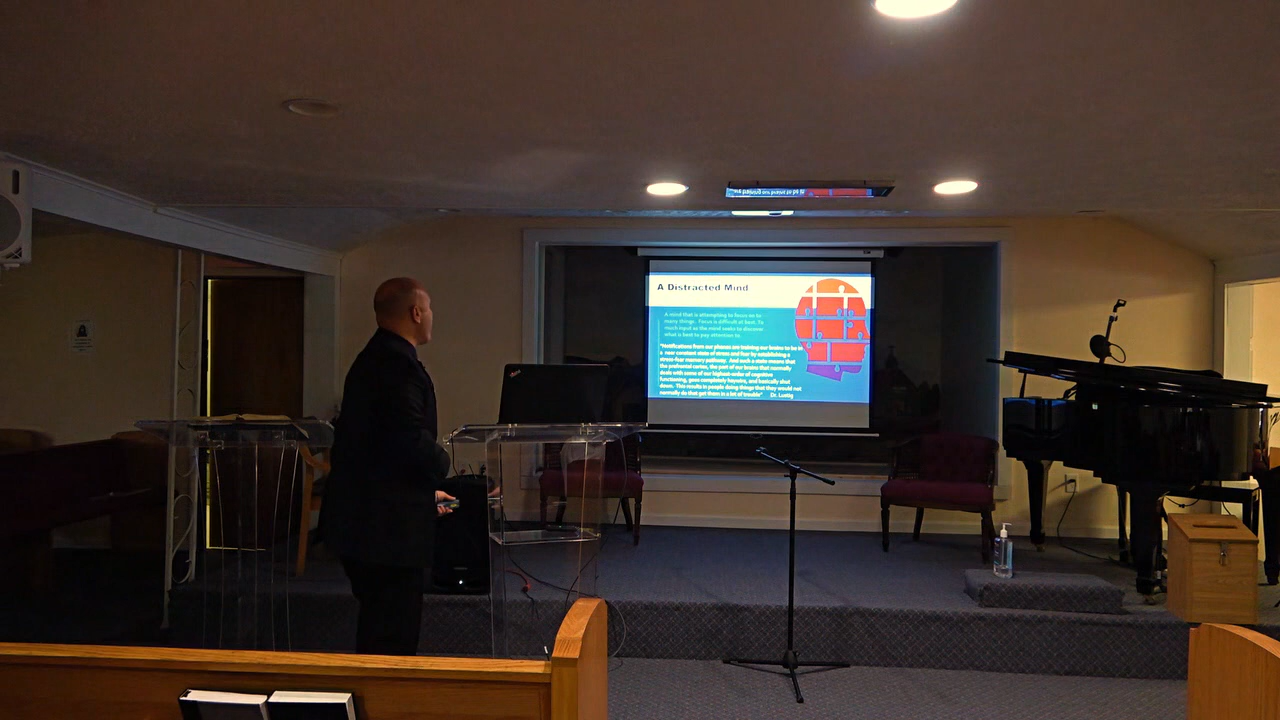 A Distracted Mind
A mind that is attempting to focus on to
many things. Focus is difficult at best. To
much input as the mind seeks to discover
what is best to pay attention to.
"Notifications from our phones are training our brains to be in
a near constant state of stress and fear by establishing a
stress-fear memory pathway. And such a state means that
the prefrontal cortex, the part of our brains that normally
deals with some of our highest-order of cognitive
functioning, goes completely haywire, and basically shut
down. This results in people doing things that they would not
normally do that get them in a lot of trouble" Dr. Lustig